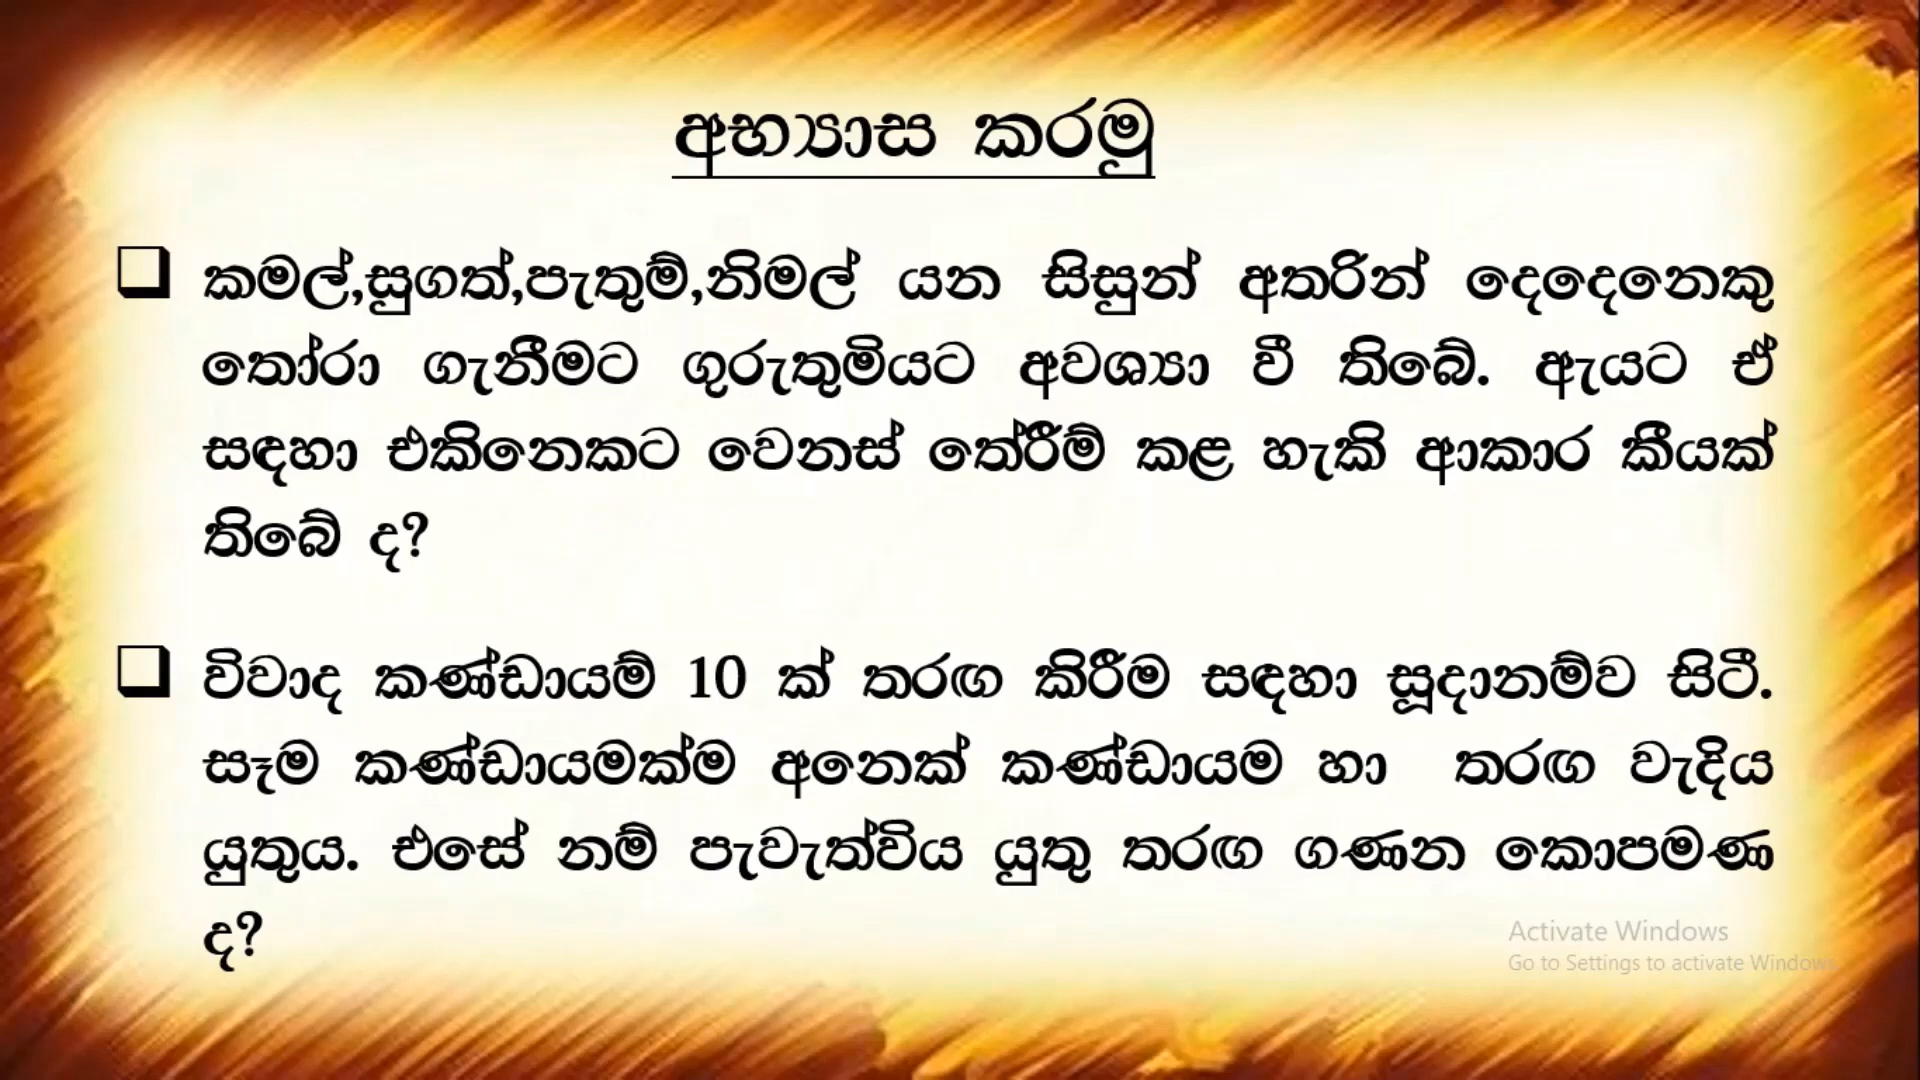 අභ්‍යාස කරමු
❑ කමල්,සුගත්,පැතුම්,නිමල් යන සිසුන් අතරින් දෙදෙනෙකු
තෝරා ගැනීමට ගුරුතුමියට අවශ්‍යා වී තිබේ. ඇයට ඒ
සඳහා එකිනෙකට වෙනස් තේරීම් කළ හැකි ආකාර කීයක්
තිබේ ද?
❑ විවාද කණ්ඩායම් 10 ක් තරඟ කිරීම සඳහා සූදානම්ව සිටී.
සෑම කණ්ඩායමක්ම අනෙක් කණ්ඩායම හා තරඟ වැදිය
යුතුය. එසේ නම් පැවැත්විය යුතු තරඟ ගණන කොපමණ
ද?
Activate Windows
Go to Settings to activate Windows